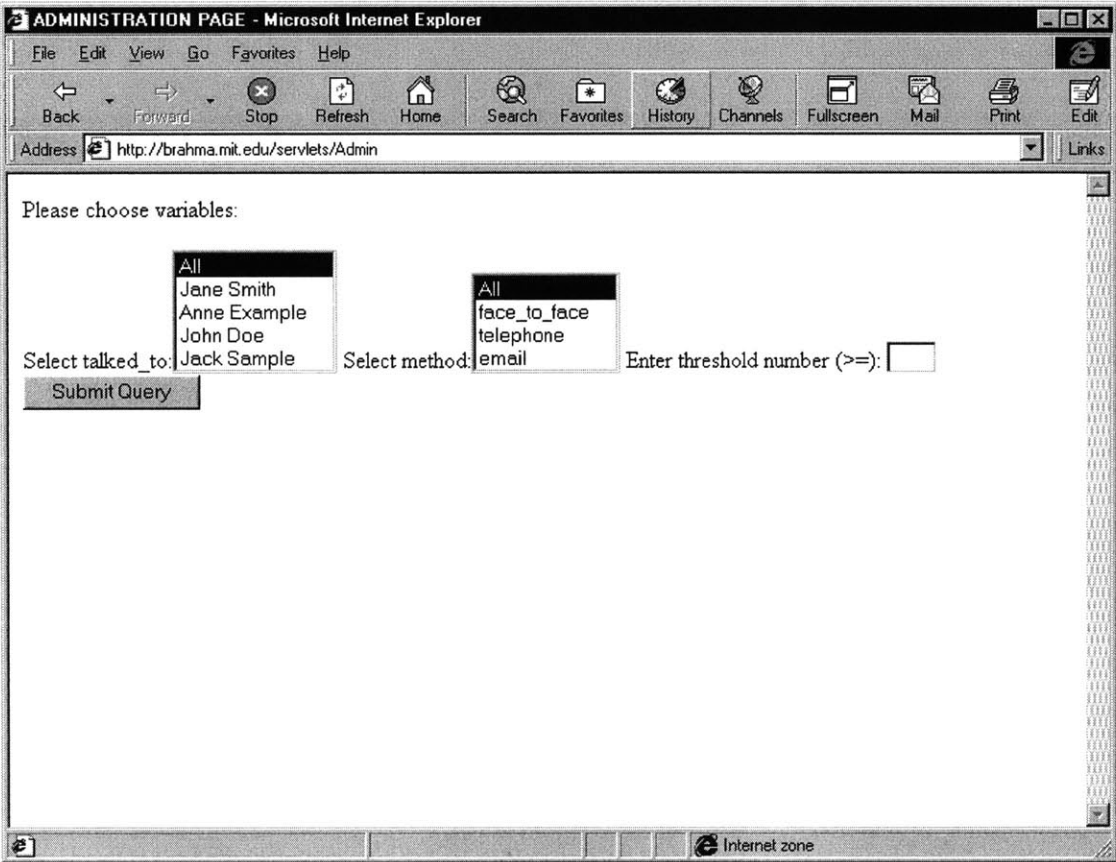 ADMINISTRATION PAGE - Microsoft Internet Explorer
File Edit View Go Favorites Help
Back Forward Stop Refresh Home Search Favorites History Channels Fullscreen Mail Print Edit
Address http://brahma.mit.edu/servlets/Admin Links
Please choose variables:
All
Jane Smith
Anne Example
John Doe
Select talked_to: Jack Sample
All
face_to_face
telephone
Select method: email
Enter threshold number (>=):
Submit Query
Internet zone